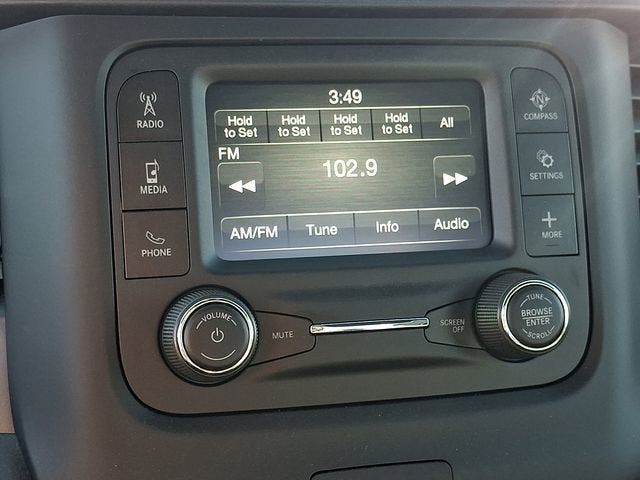 3:49
Hold to Set
Hold to Set
Hold to Set
Hold to Set
All
FM
102.9
AM/FM Tune Info Audio
RADIO
MEDIA
PHONE
N
COMPASS
SETTINGS
MORE
VOLUME
MUTE
SCREEN
OFF
TUNE
BROWSE
ENTER
SCROLL